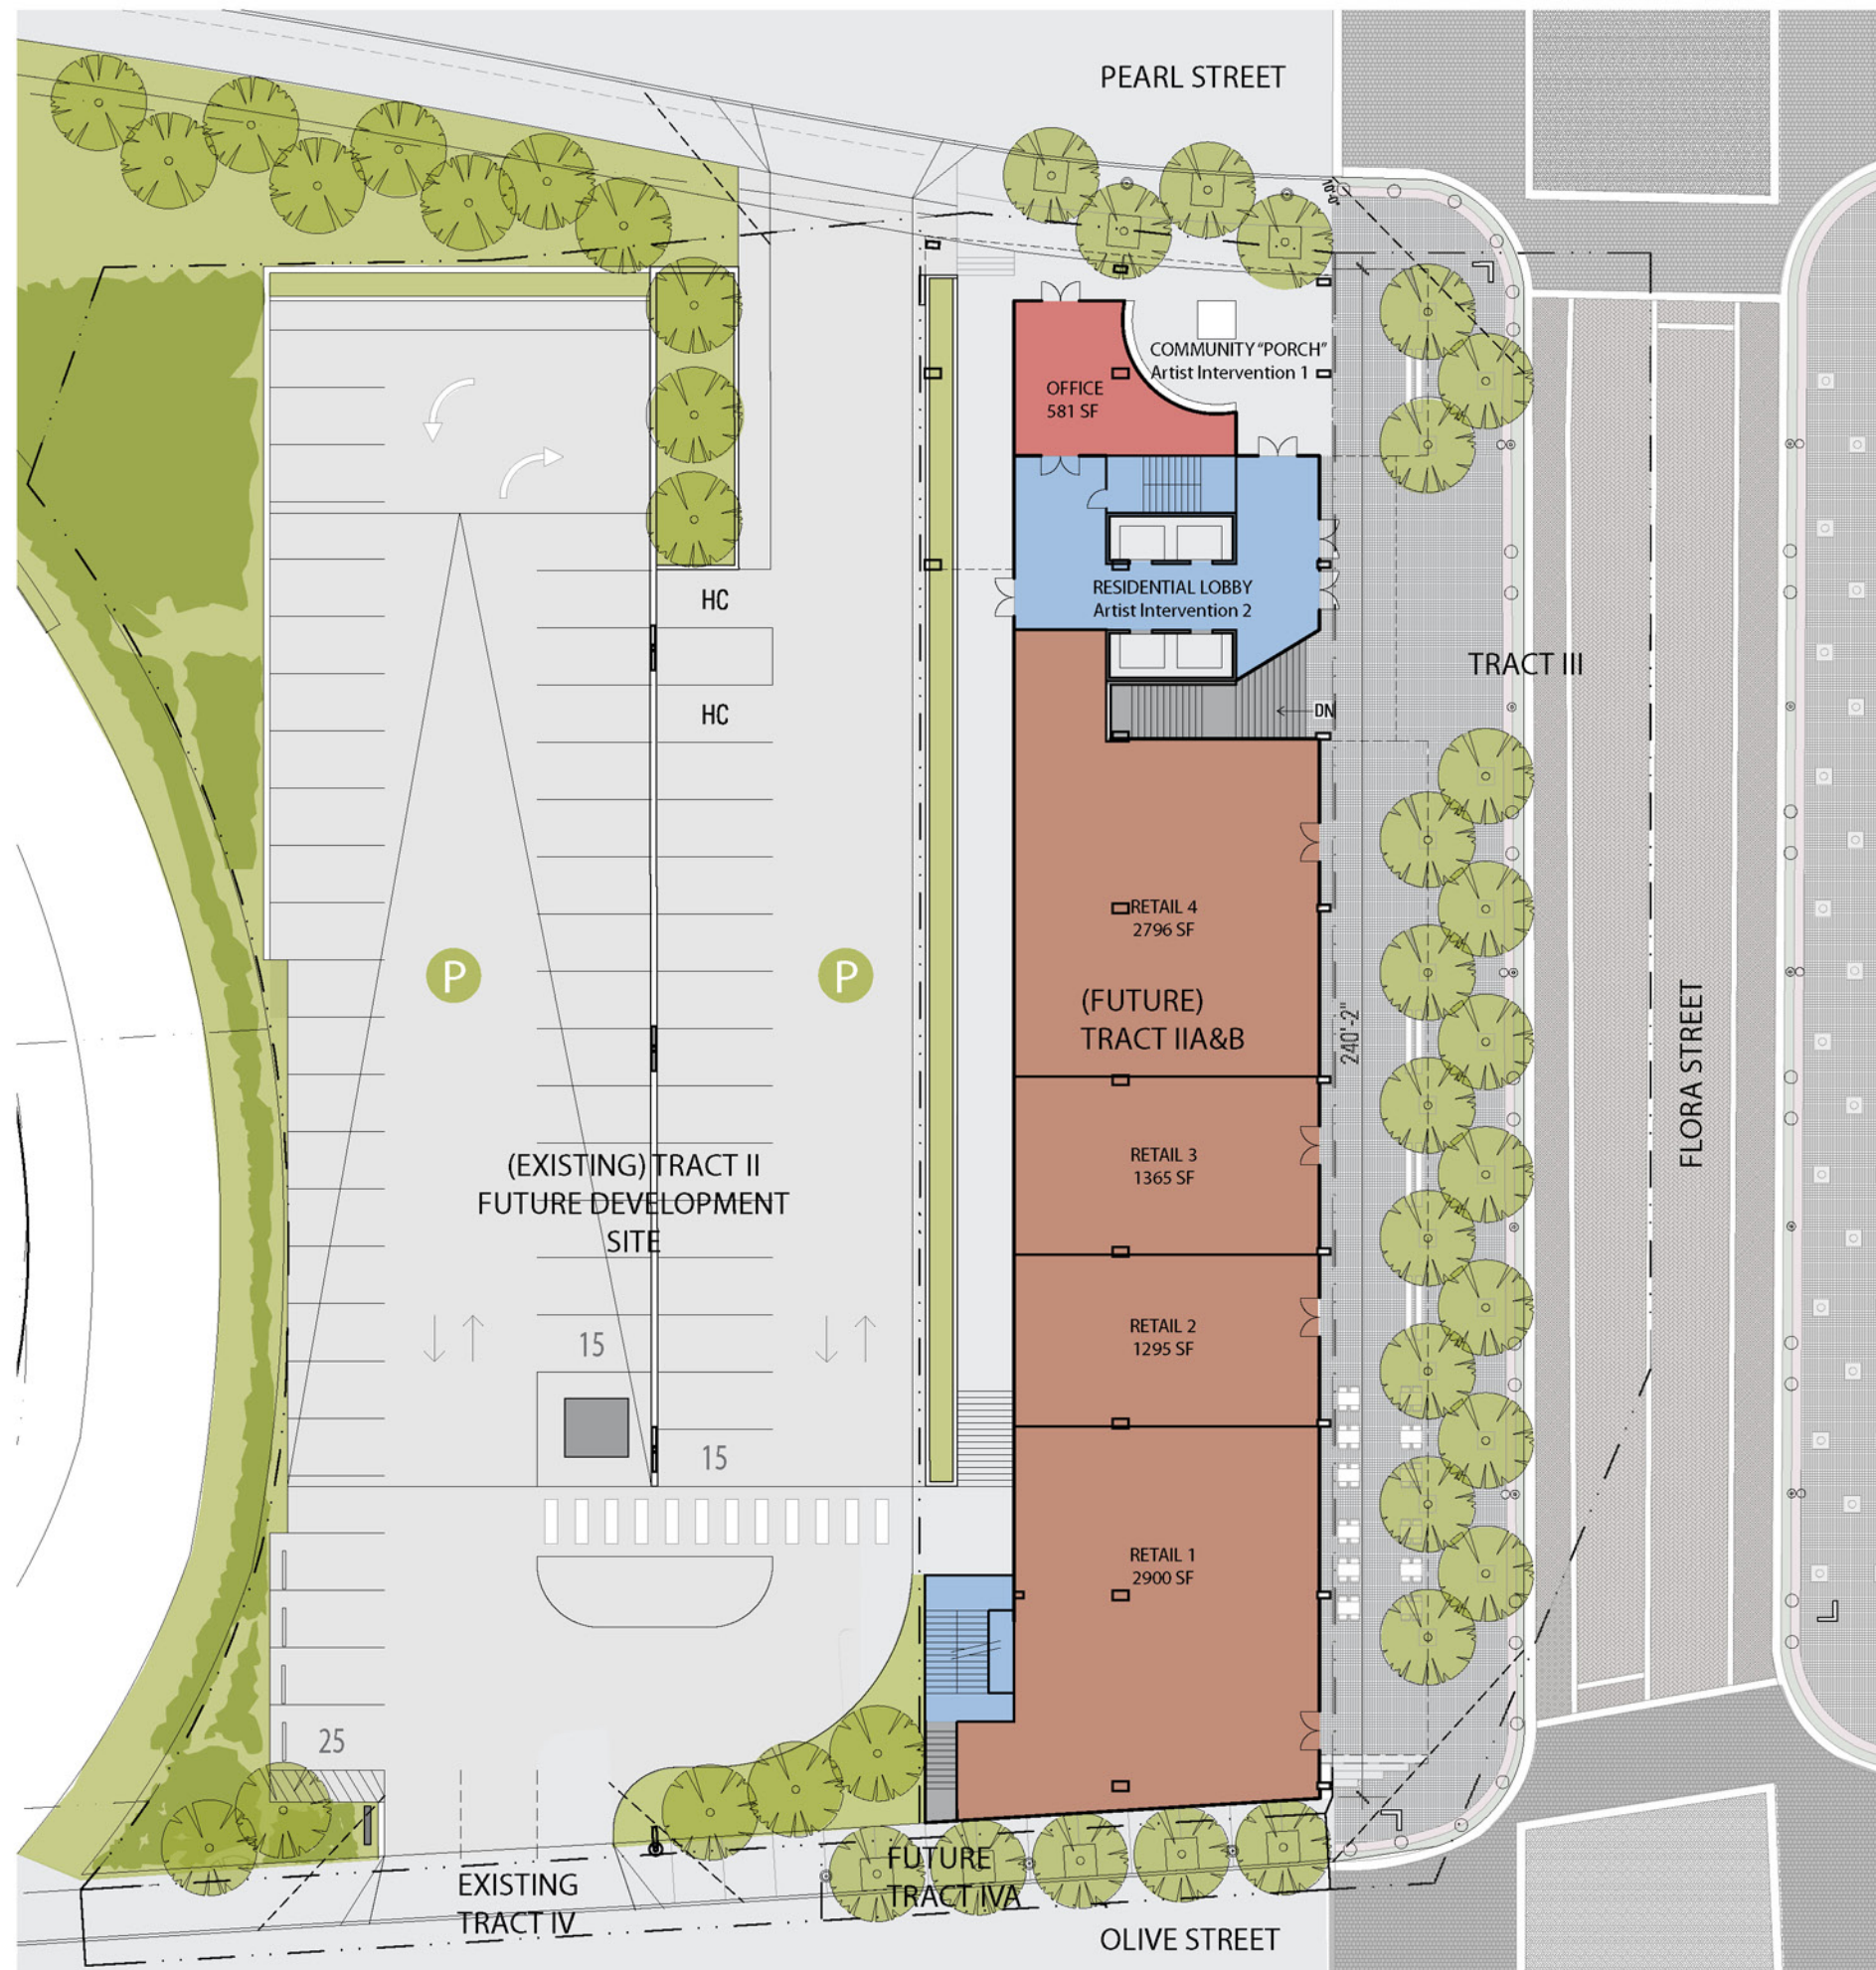 PEARL STREET
10'-0"
COMMUNITY "PORCH"
Artist Intervention 1
OFFICE
581 SF
HC
RESIDENTIAL LOBBY
Artist Intervention 2
HC
TRACT III
DN
RETAIL 4
2796 SF
P
P
(FUTURE)
TRACT IIA&B
240'-2"
FLORA STREET
RETAIL 3
1365 SF
(EXISTING) TRACT II
FUTURE DEVELOPMENT
SITE
RETAIL 2
1295 SF
15
15
RETAIL 1
2900 SF
25
EXISTING
TRACT IV
FUTURE
TRACT IVA
OLIVE STREET